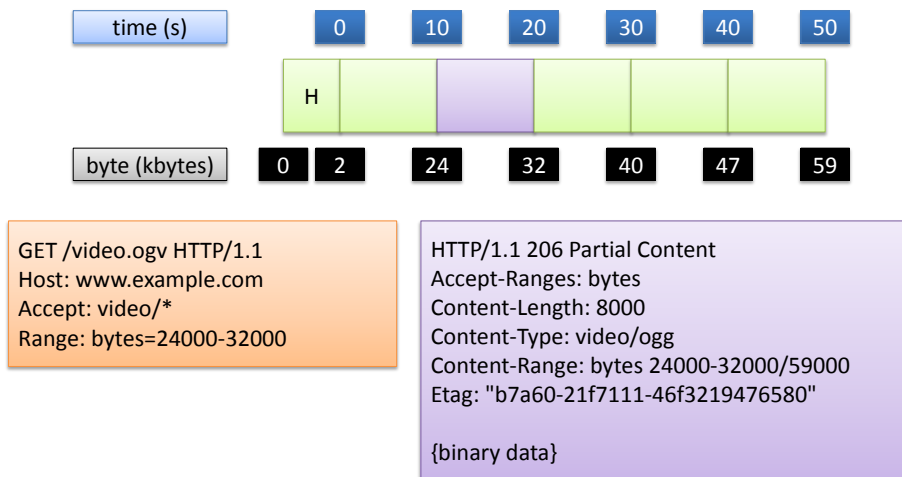 time (s) 0 10 20 30 40 50
H
byte (kbytes) 0 2 24 32 40 47 59
GET /video.ogv HTTP/1.1
Host: www.example.com
Accept: video/*
Range: bytes=24000-32000
HTTP/1.1 206 Partial Content
Accept-Ranges: bytes
Content-Length: 8000
Content-Type: video/ogg
Content-Range: bytes 24000-32000/59000
Etag: "b7a60-21f7111-46f3219476580"
{binary data}